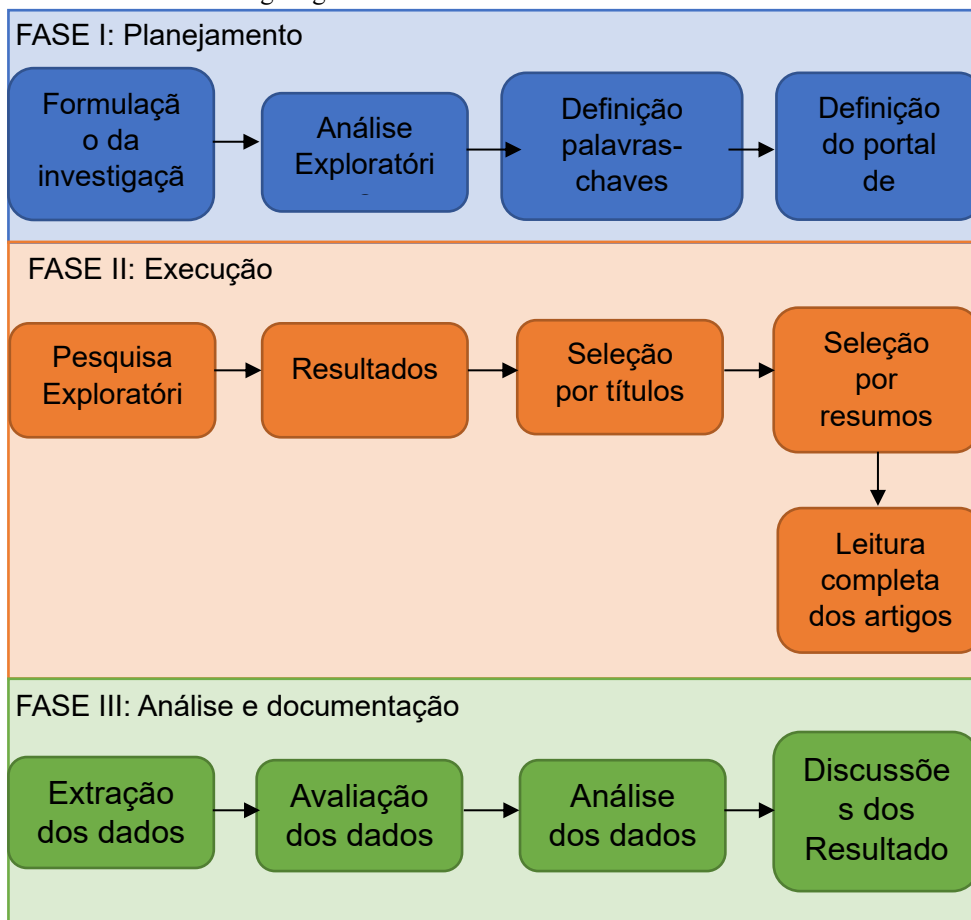 FASE I: Planejamento
Formulaçã
o da
investigaçã
Análise
Exploratóri
Definição
palavras-
chaves
Definição
do portal
de
FASE II: Execução
Pesquisa
Exploratóri
Resultados
Seleção
por títulos
Seleção
por
resumos
Leitura
completa
dos artigos
FASE III: Análise e documentação
Extração
dos dados
Avaliação
dos dados
Análise
dos dados
Discussõe
s dos
Resultado